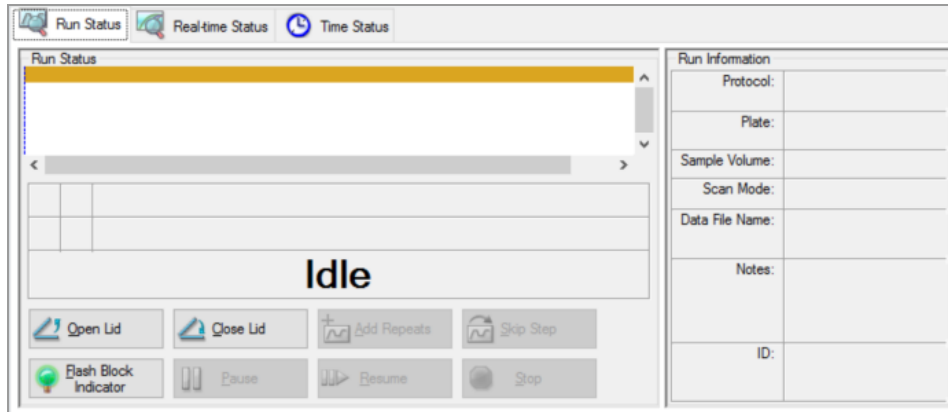 Run Status
Real-time Status
Time Status
Run Status
Idle
Open Lid
Close Lid
Add Repeats
Skip Step
Flash Block
Indicator
Pause
Resume
Stop
Run Information
Protocol:
Plate:
Sample Volume:
Scan Mode:
Data File Name:
Notes:
ID: